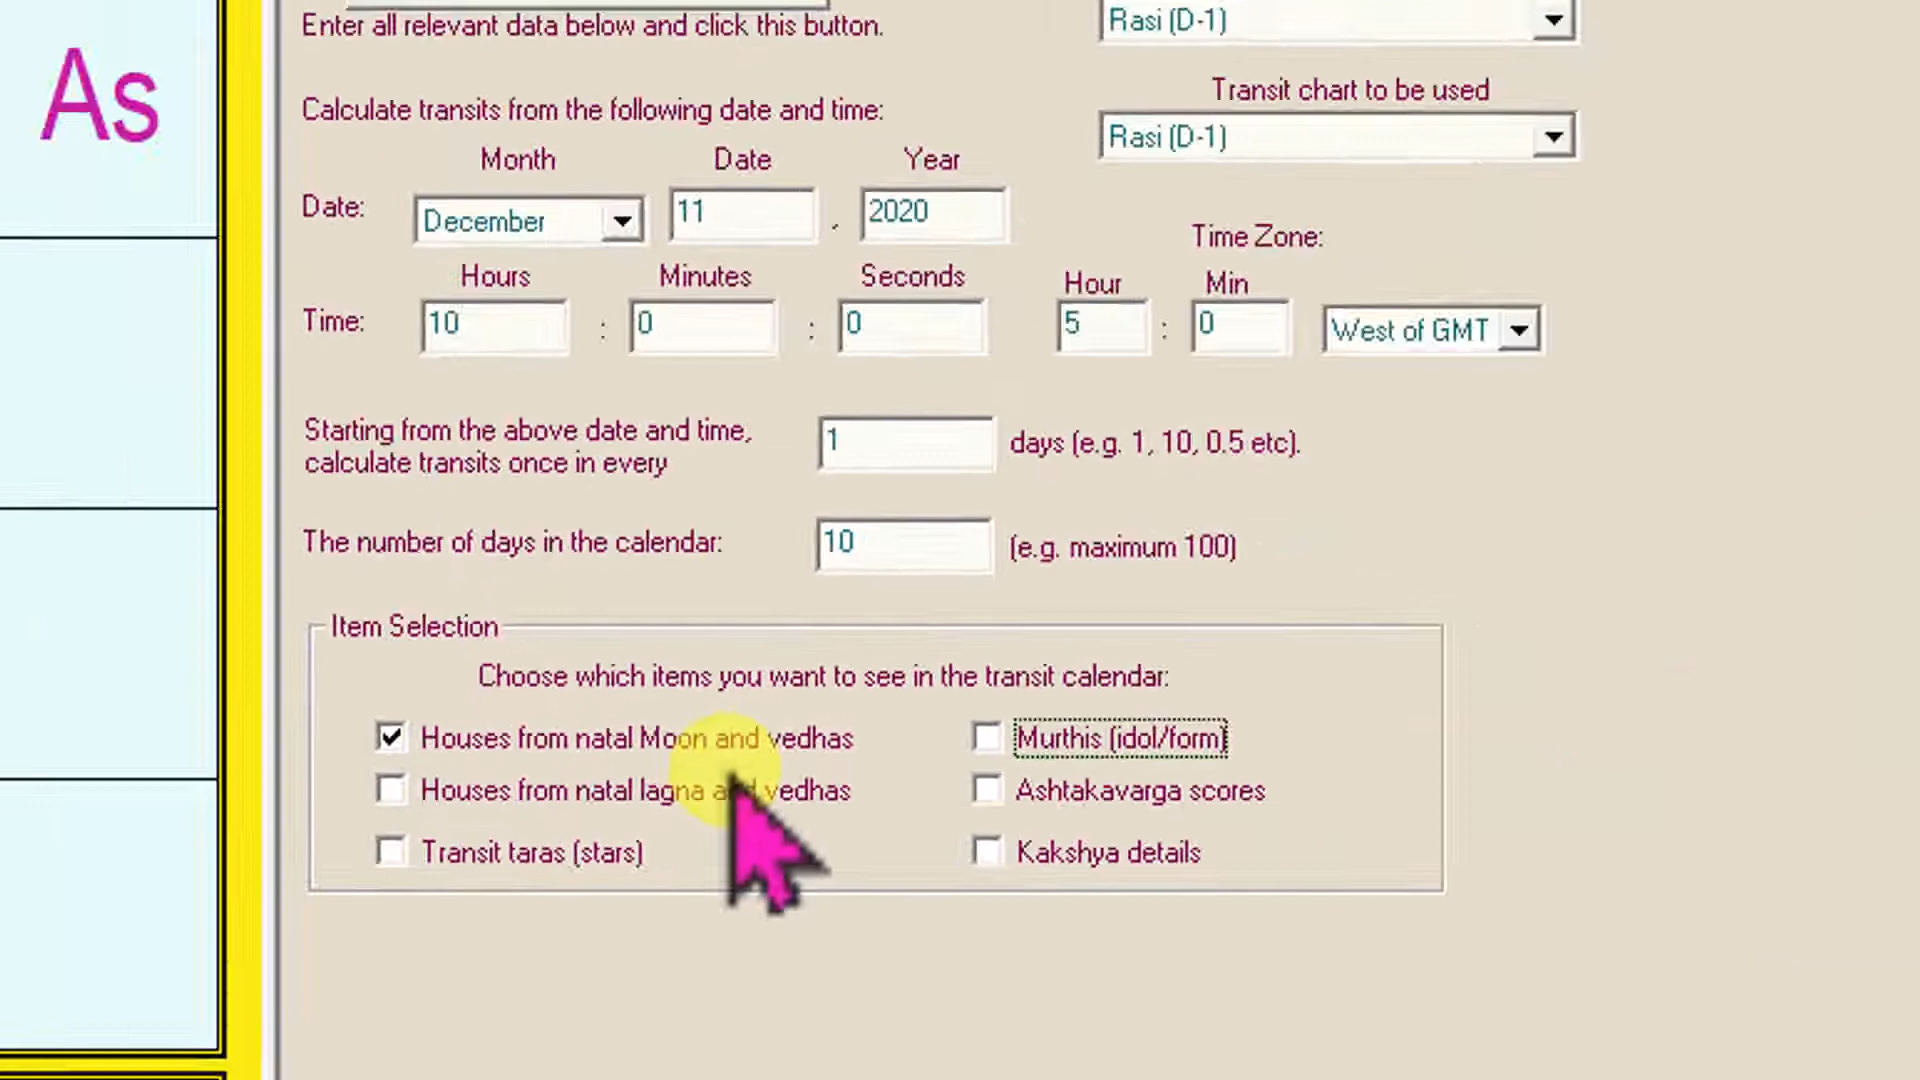 As
Enter all relevant data below and click this button.
Rasi (D-1)
Transit chart to be used
Calculate transits from the following date and time:
Rasi (D-1)
Month Date Year
Date: December 11 , 2020
Time Zone:
Hours Minutes Seconds Hour Min
Time: 10 : 0 : 0 5 : 0 West of GMT
Starting from the above date and time,
calculate transits once in every 1 days (e.g. 1, 10, 0.5 etc).
The number of days in the calendar: 10 (e.g. maximum 100)
Item Selection
Choose which items you want to see in the transit calendar:
Houses from natal Moon and vedhas Murthis (idol/form)
Houses from natal lagna and vedhas Ashtakavarga scores
Transit taras (stars) Kakshya details